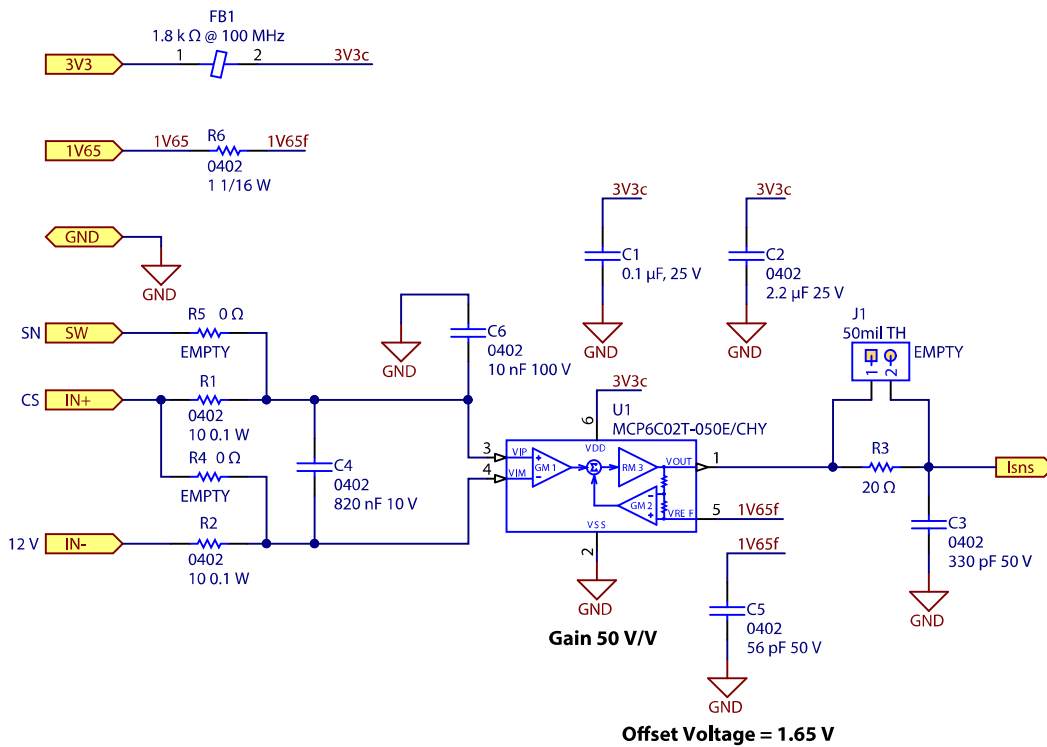 FB1
1.8 k Ω @ 100 MHz
3V3
1
2
3V3c
1V65
1V65
R6
1V65f
0402
1 1/16 W
GND
GND
3V3c
C1
0.1 µF, 25 V
GND
3V3c
C2
0402
2.2 µF 25 V
GND
SN
SW
R5 0 Ω
EMPTY
GND
C6
0402
10 nF 100 V
CS
IN+
R1
0402
10 0.1 W
R4 0 Ω
EMPTY
C4
0402
820 nF 10 V
12 V
IN-
R2
0402
10 0.1 W
3V3c
U1
MCP6C02T-050E/CHY
6
VDD
3
VIP
4
VIM
GM 1
Σ
RM 3
VOUT
1
GM 2
VRE F
5
1V65f
VSS
2
GND
Gain 50 V/V
1V65f
C5
0402
56 pF 50 V
GND
Offset Voltage = 1.65 V
J1
50mil TH
EMPTY
1
2
R3
20 Ω
Isns
C3
0402
330 pF 50 V
GND